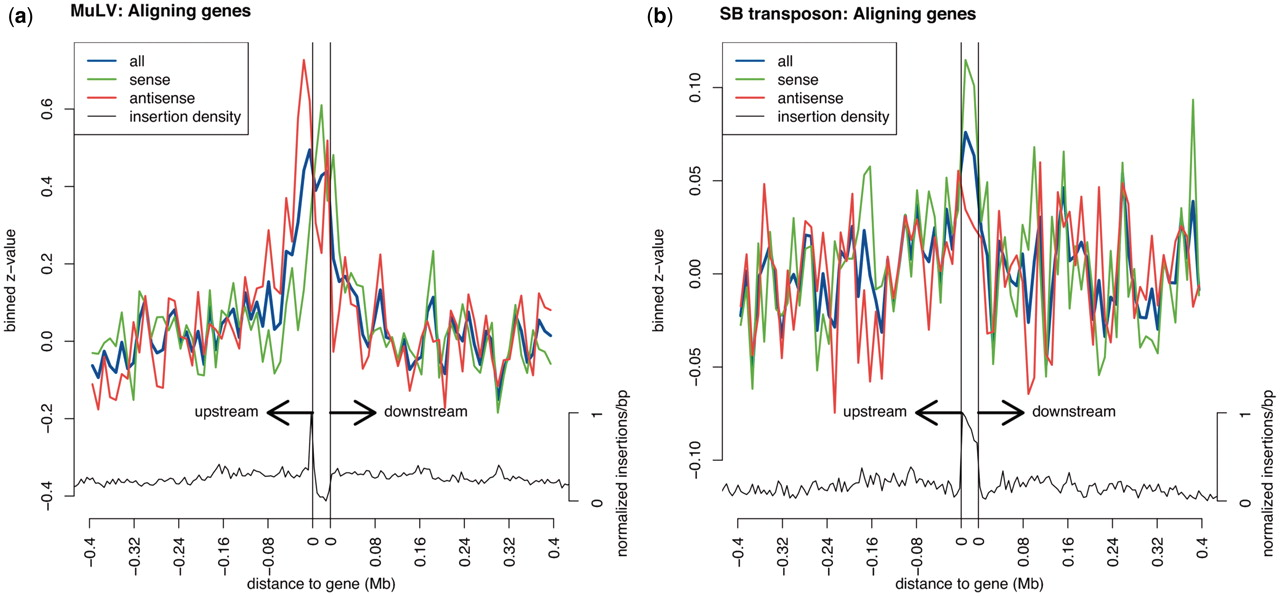 (a) MuLV: Aligning genes
all
sense
antisense
insertion density
binned z−value
0.6
0.4
0.2
0.0
−0.2
−0.4
upstream
downstream
1
0
normalized insertions/bp
−0.4 −0.32 −0.24 −0.16 −0.08 0 0 0.08 0.16 0.24 0.32 0.4
distance to gene (Mb)
(b) SB transposon: Aligning genes
all
sense
antisense
insertion density
binned z−value
0.10
0.05
0.00
−0.05
−0.10
upstream
downstream
1
0
normalized insertions/bp
−0.4 −0.32 −0.24 −0.16 −0.08 0 0 0.08 0.16 0.24 0.32 0.4
distance to gene (Mb)